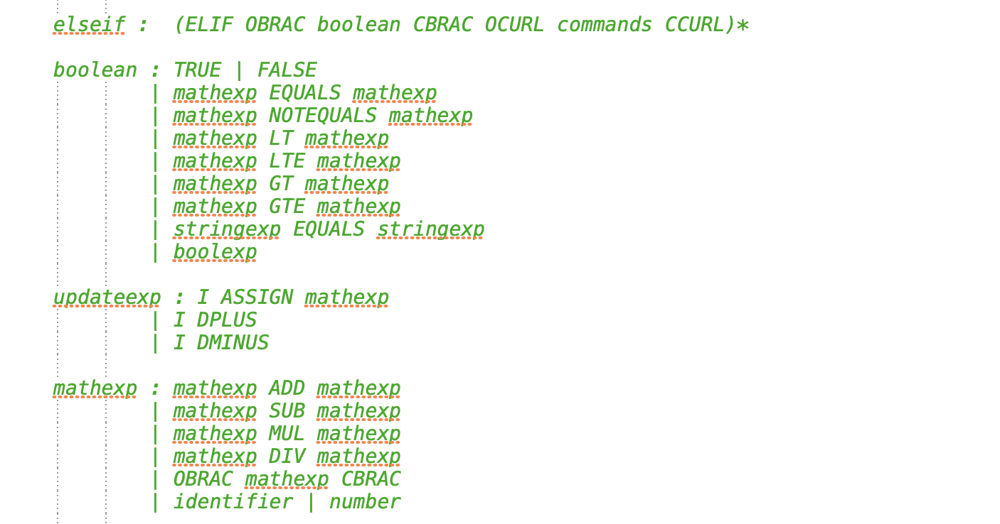 elseif :  (ELIF OBRAC boolean CBRAC OCURL commands CCURL)*
boolean : TRUE | FALSE
| mathexp EQUALS mathexp
| mathexp NOTEQUALS mathexp
| mathexp LT mathexp
| mathexp LTE mathexp
| mathexp GT mathexp
| mathexp GTE mathexp
| stringexp EQUALS stringexp
| boolexp
updateexp : I ASSIGN mathexp
| I DPLUS
| I DMINUS
mathexp : mathexp ADD mathexp
| mathexp SUB mathexp
| mathexp MUL mathexp
| mathexp DIV mathexp
| OBRAC mathexp CBRAC
| identifier | number